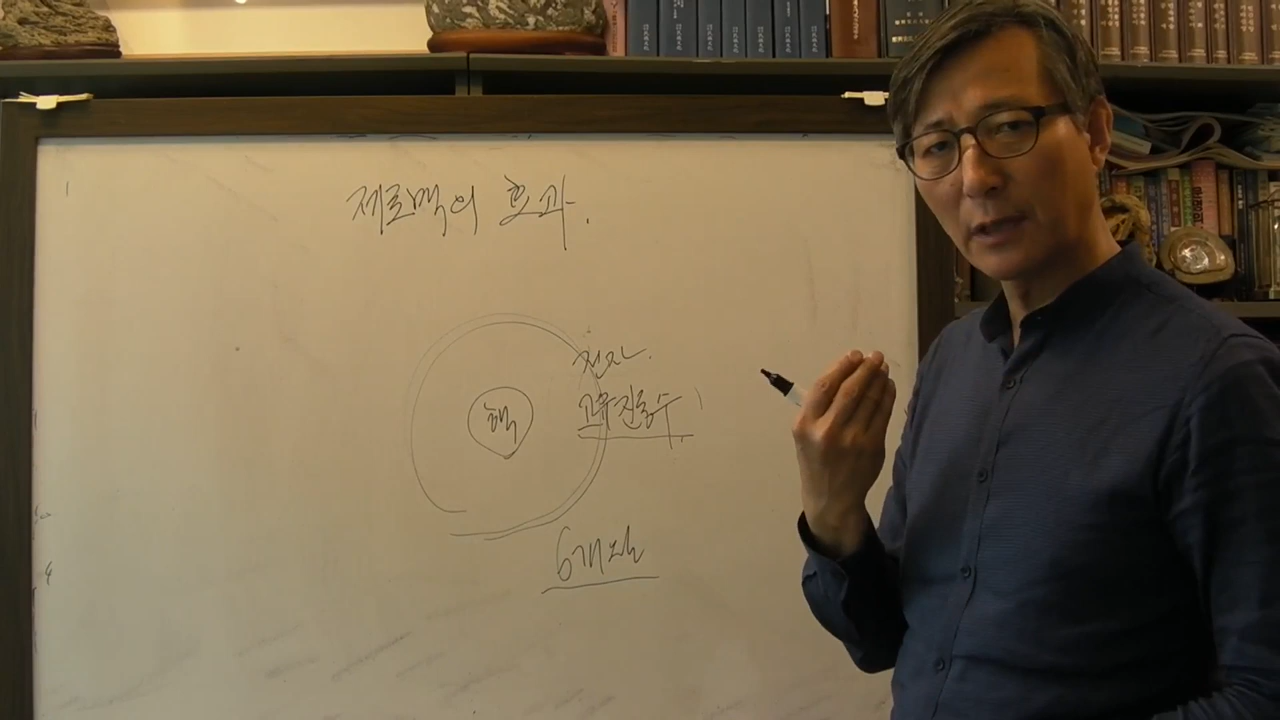 제로맥의 효과.
전자.
핵
고유진동수
6개월